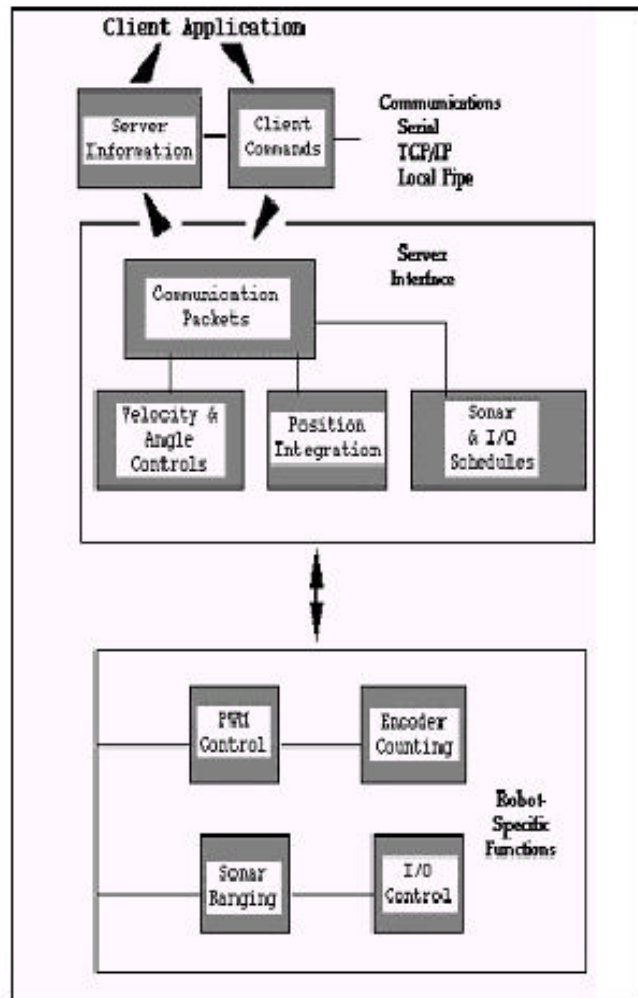 Client Application
Server
Information
Client
Commands
Communications
Serial
TCP/IP
Local Pipe
Server
Interface
Communication
Packets
Velocity &
Angle
Controls
Position
Integration
Sonar
& I/O
Schedules
PWM
Control
Encoder
Counting
Robot-
Specific
Functions
Sonar
Ranging
I/O
Control